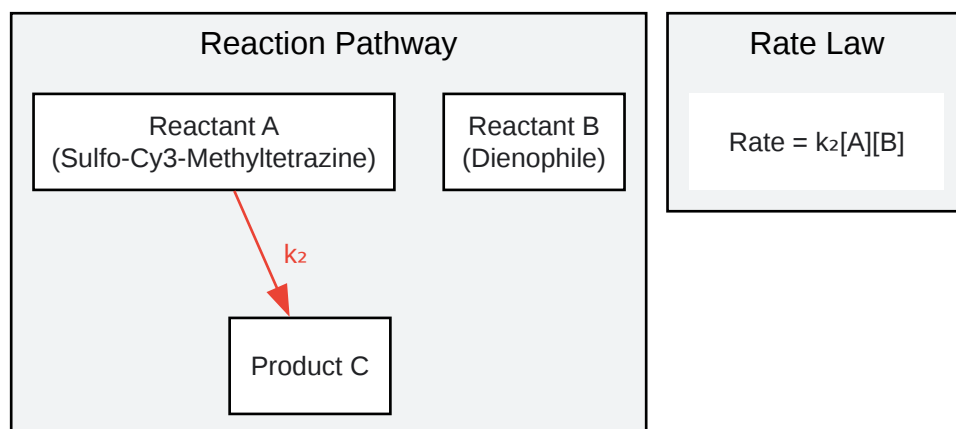 Reaction Pathway
Reactant A
(Sulfo-Cy3-Methyltetrazine)
Reactant B
(Dienophile)
k₂
Product C
Rate Law
Rate = k₂[A][B]